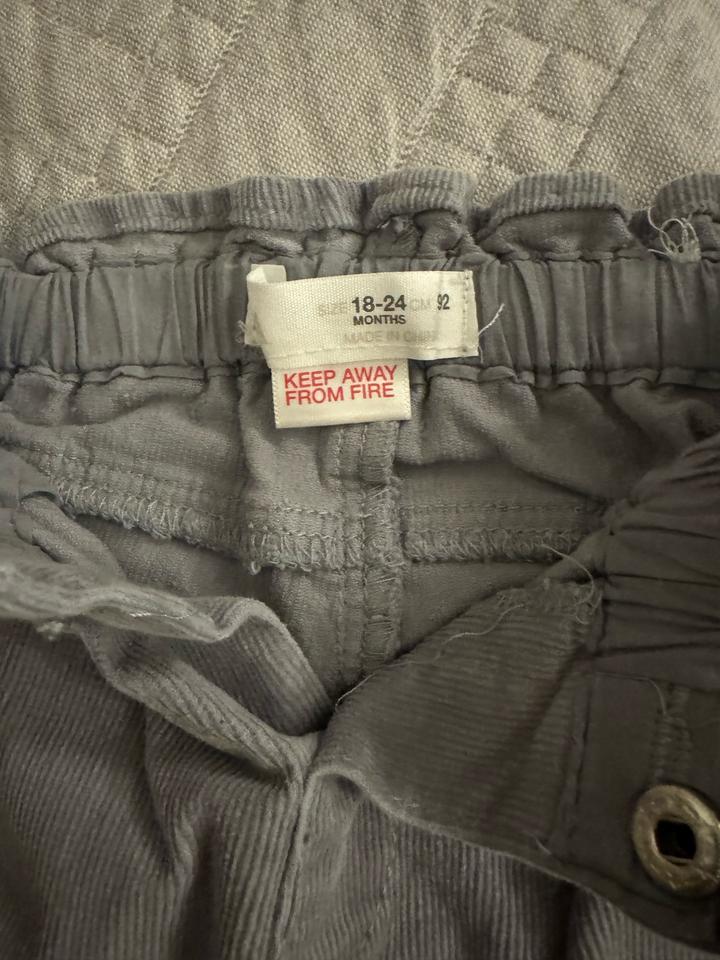 SIZE 18-24 CM 92
MONTHS
MADE IN CHINA
KEEP AWAY
FROM FIRE